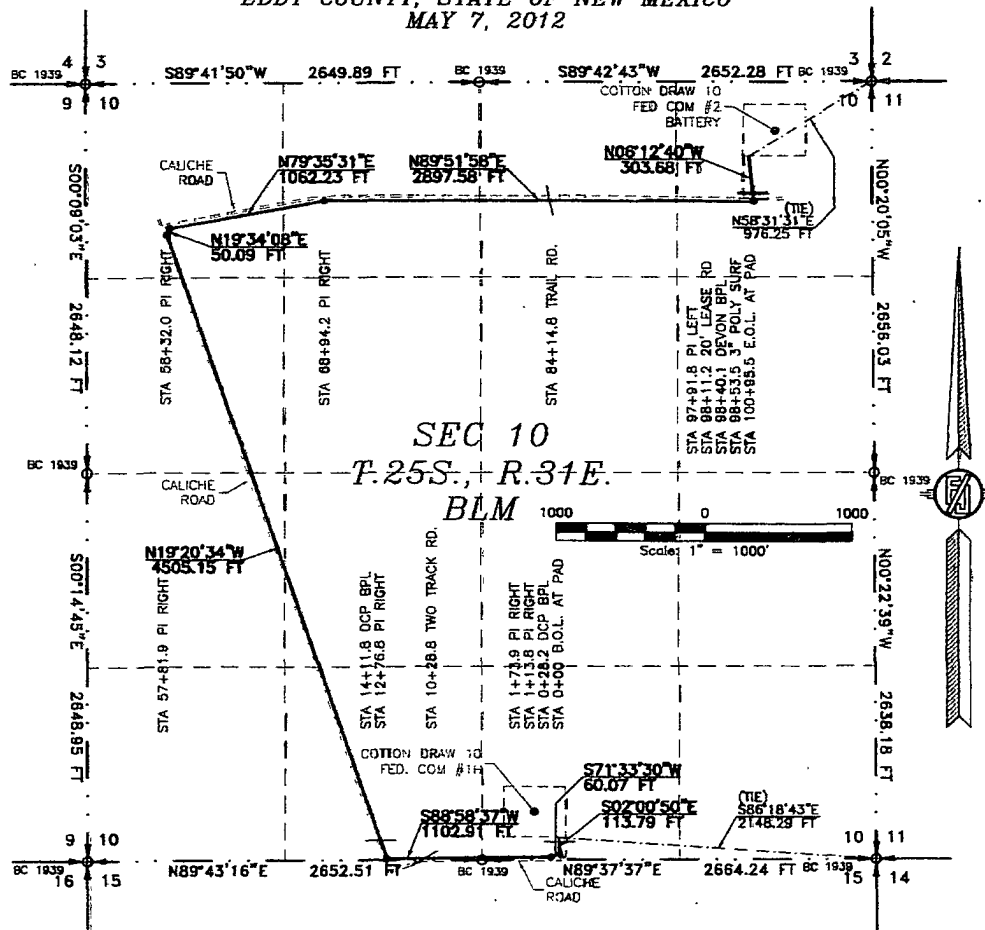 EDDY COUNTY, STATE OF NEW MEXICO
MAY 7, 2012
4 3
BC 1939
9 10
S89°41'50"W 2649.89 FT
BC 1939
S89°42'43"W 2652.28 FT
BC 1939
3 2
10 11
COTTON DRAW 10
FED COM #2
BATTERY
CALICHE
ROAD
N79°35'31"E
1062.23 FT
N89°51'58"E
2897.58 FT
N06°12'40"W
303.68 FT
(TIE)
N58°31'31"E
976.25 FT
N19°34'08"E
50.09 FT
S00°09'03"E 2648.12 FT
N00°20'05"W 2656.03 FT
STA 58+32.0 PI RIGHT
STA 68+94.2 PI RIGHT
STA 84+14.8 TRAIL RD.
STA 97+91.8 PI LEFT
STA 98+11.2 20' LEASE RD
STA 98+40.1 DEVON BPL
STA 98+53.5 3" POLY SURF
STA 100+95.5 E.O.L. AT PAD
SEC 10
T.25S., R.31E.
BLM
BC 1939
BC 1939
CALICHE
ROAD
1000 0 1000
Scale: 1" = 1000'
N19°20'34"W
4505.15 FT
S00°14'45"E 2648.95 FT
N00°22'39"W 2638.18 FT
STA 57+81.9 PI RIGHT
STA 14+11.8 DCP BPL
STA 12+76.8 PI RIGHT
STA 10+28.8 TWO TRACK RD.
STA 1+73.9 PI RIGHT
STA 1+13.8 PI RIGHT
STA 0+28.2 DCP BPL
STA 0+00 B.O.L. AT PAD
COTTON DRAW 10
FED. COM #1H
S71°33'30"W
60.07 FT
S02°00'50"E
113.79 FT
(TIE)
S86°18'43"E
2148.29 FT
S88°58'37"W
1102.91 FT
9 10
BC 1939
16 15
N89°43'16"E 2652.51 FT
BC 1939
N89°37'37"E 2664.24 FT
BC 1939
10 11
15 14
CALICHE
ROAD